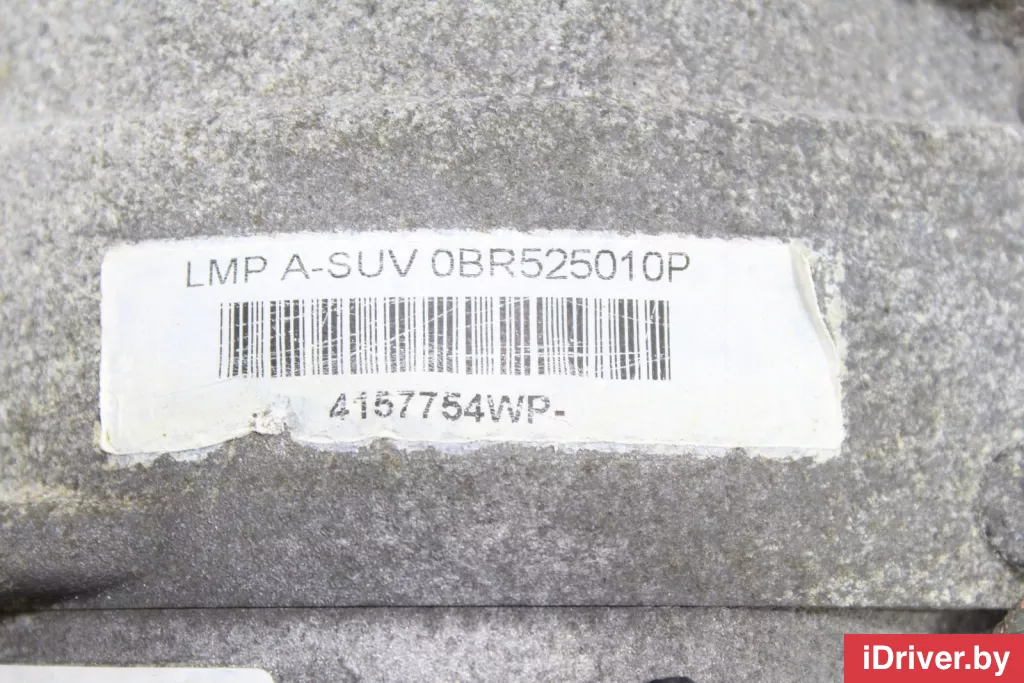 LMP A-SUV 0BR525010P
4157754WP-
iDriver.by